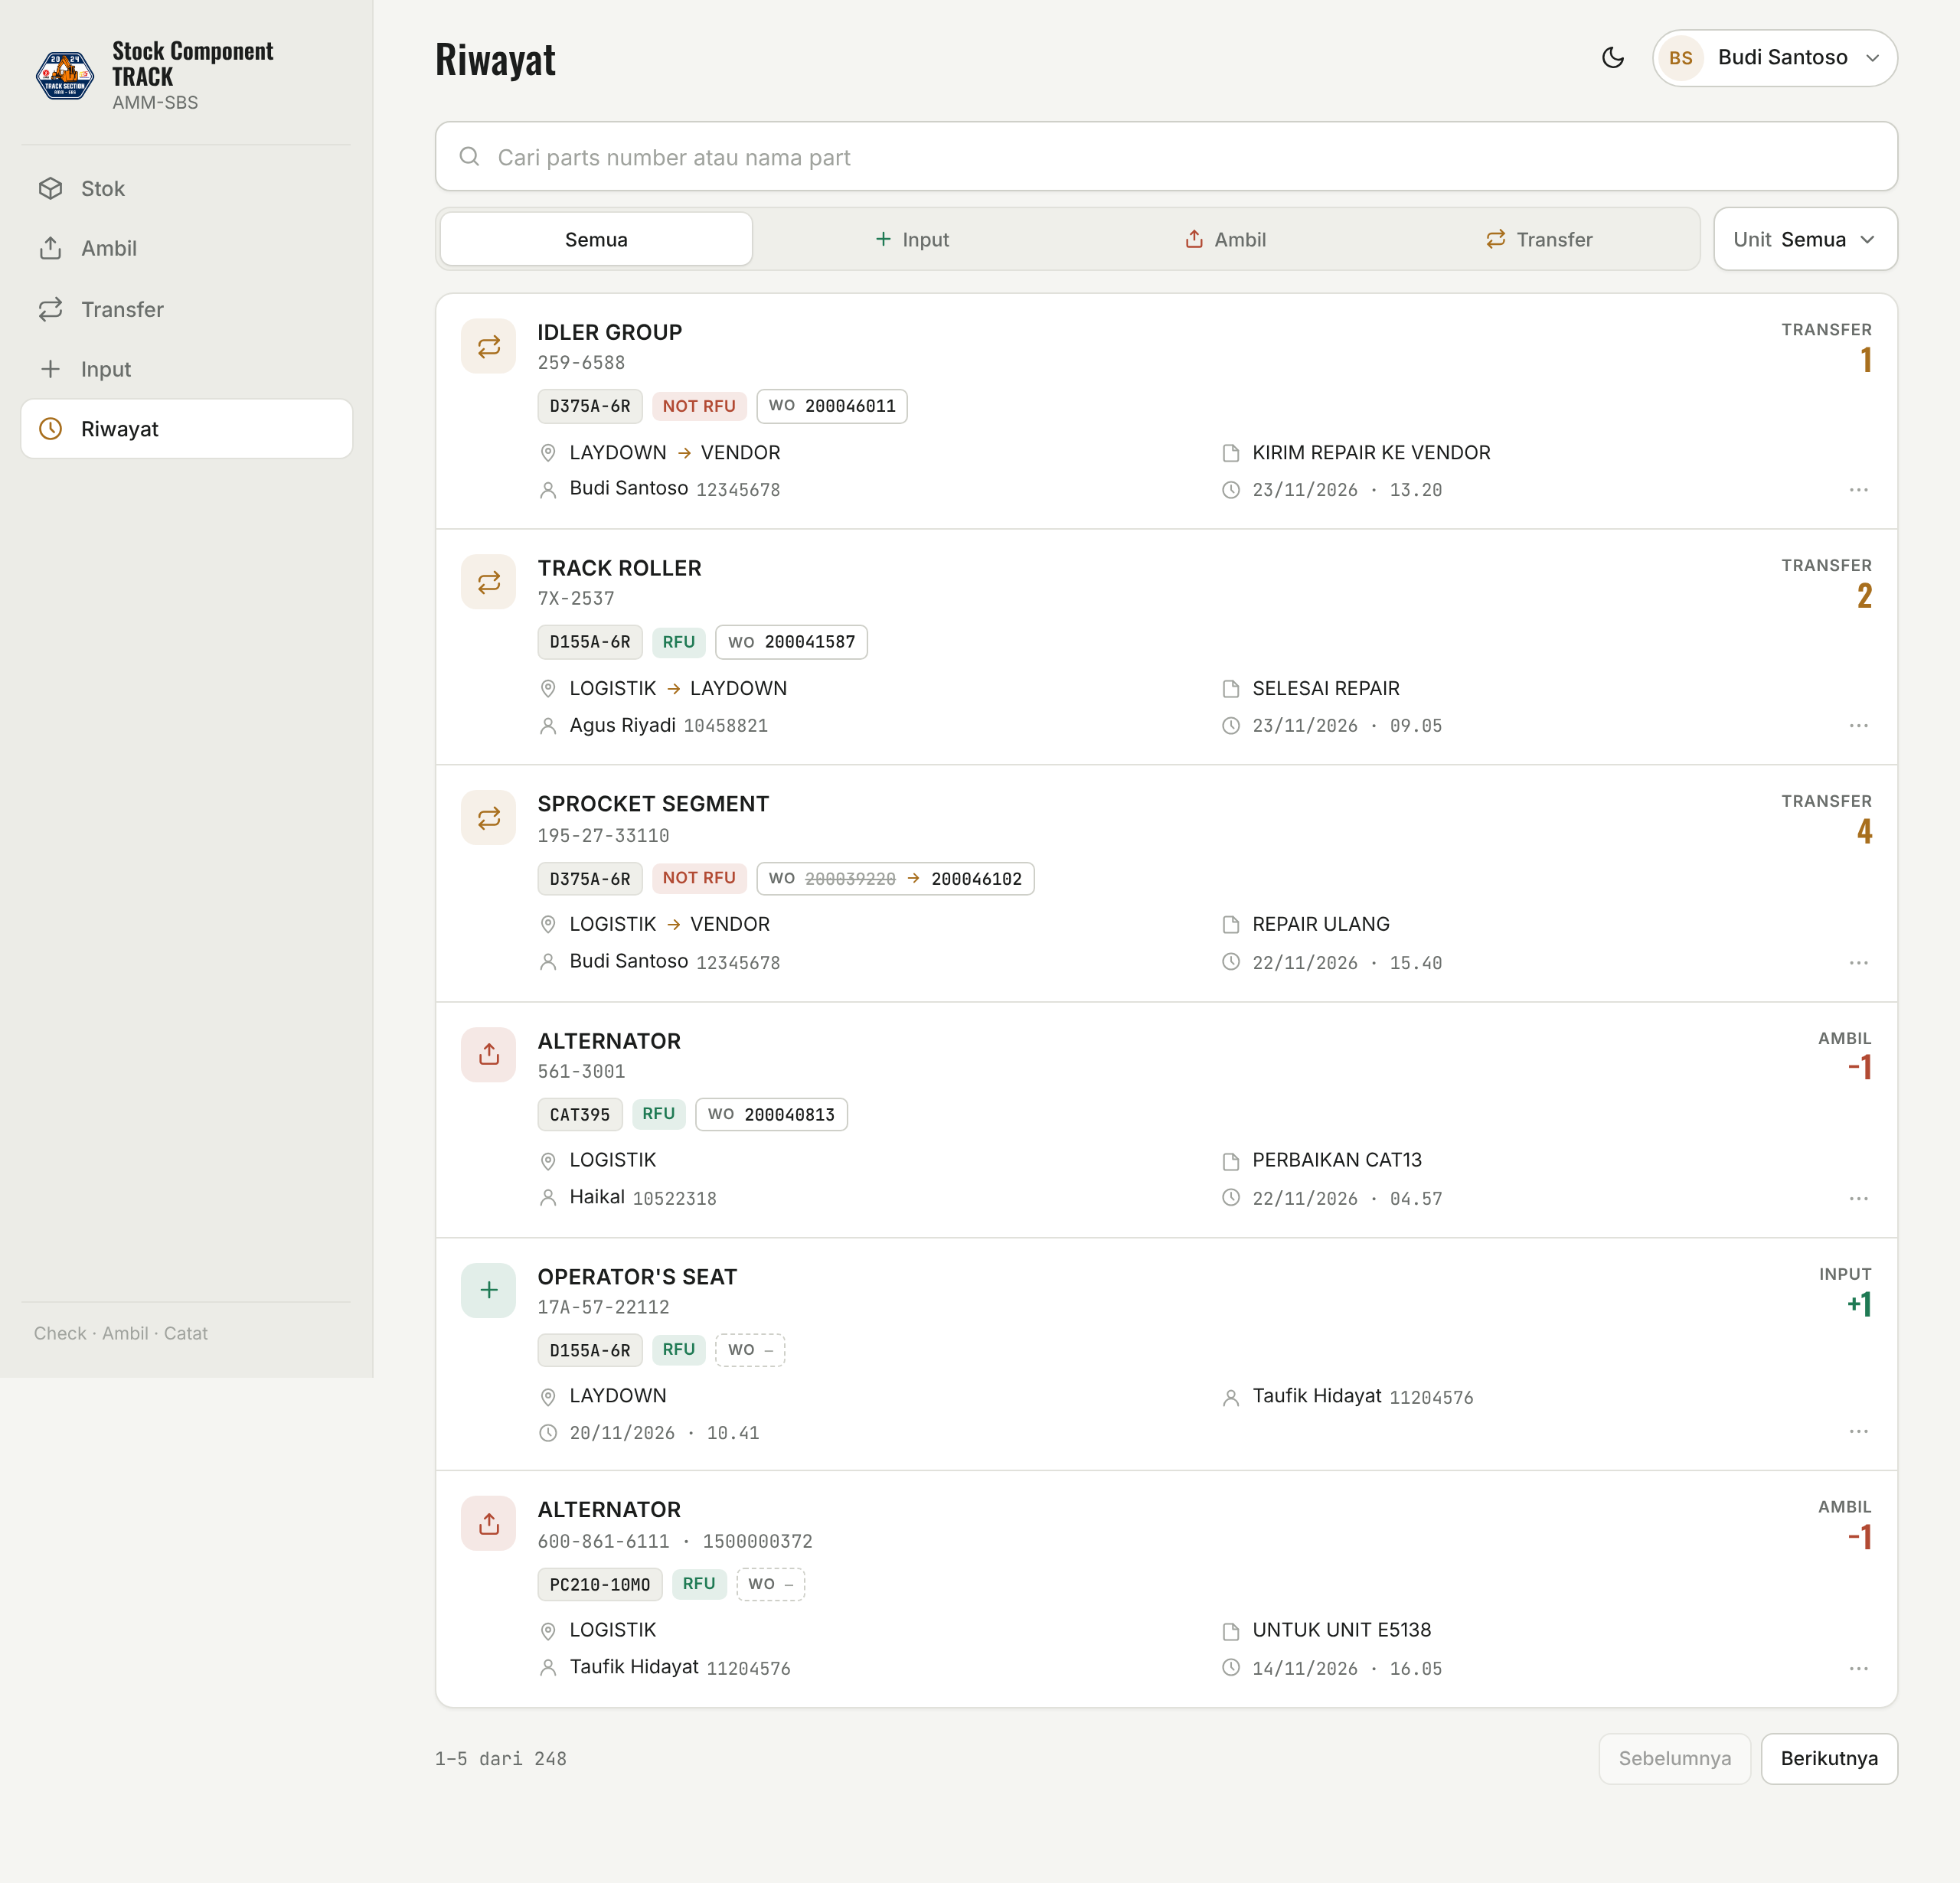 Stock Component
TRACK
AMM-SBS
2024
TRACK SECTION
AMM - SBS
Stok
Ambil
Transfer
Input
Riwayat
Check · Ambil · Catat
Riwayat
BS Budi Santoso
Cari parts number atau nama part
Semua Input Ambil Transfer Unit Semua
IDLER GROUP TRANSFER
259-6588 1
D375A-6R NOT RFU WO 200046011
LAYDOWN → VENDOR KIRIM REPAIR KE VENDOR
Budi Santoso 12345678 23/11/2026 · 13.20 ...
TRACK ROLLER TRANSFER
7X-2537 2
D155A-6R RFU WO 200041587
LOGISTIK → LAYDOWN SELESAI REPAIR
Agus Riyadi 10458821 23/11/2026 · 09.05 ...
SPROCKET SEGMENT TRANSFER
195-27-33110 4
D375A-6R NOT RFU WO 200039220 → 200046102
LOGISTIK → VENDOR REPAIR ULANG
Budi Santoso 12345678 22/11/2026 · 15.40 ...
ALTERNATOR AMBIL
561-3001 −1
CAT395 RFU WO 200040813
LOGISTIK PERBAIKAN CAT13
Haikal 10522318 22/11/2026 · 04.57 ...
OPERATOR'S SEAT INPUT
17A-57-22112 +1
D155A-6R RFU WO –
LAYDOWN Taufik Hidayat 11204576
20/11/2026 · 10.41 ...
ALTERNATOR AMBIL
600-861-6111 · 1500000372 −1
PC210-10MO RFU WO –
LOGISTIK UNTUK UNIT E5138
Taufik Hidayat 11204576 14/11/2026 · 16.05 ...
1–5 dari 248 Sebelumnya Berikutnya